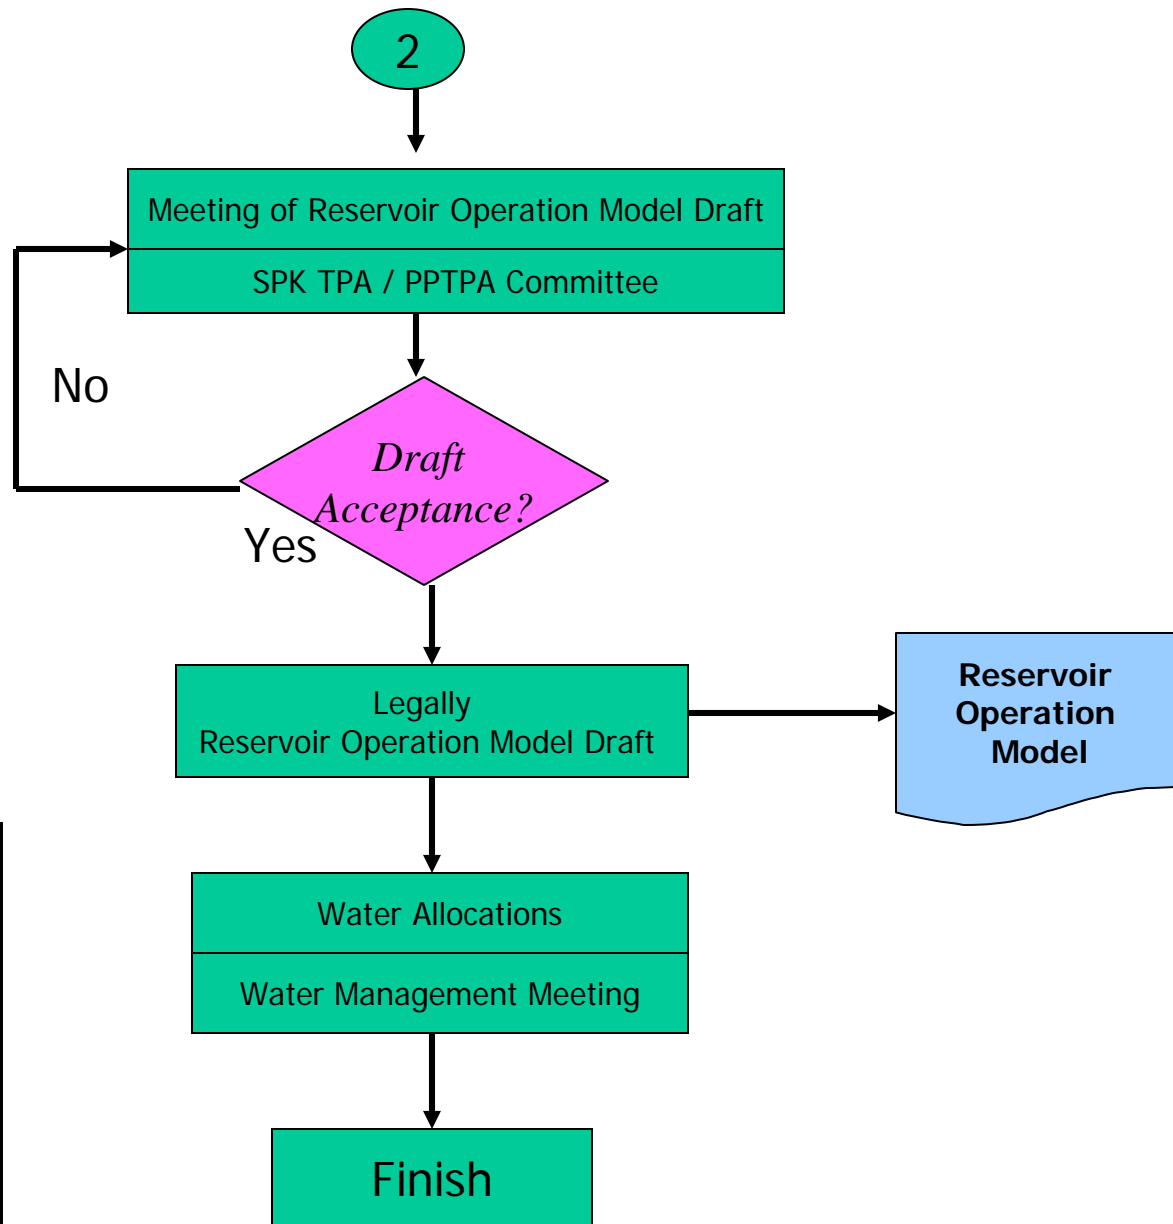 2
Meeting of Reservoir Operation Model Draft
SPK TPA / PPTPA Committee
No
Draft
Acceptance?
Yes
Legally
Reservoir Operation Model Draft
Reservoir
Operation
Model
Water Allocations
Water Management Meeting
Finish